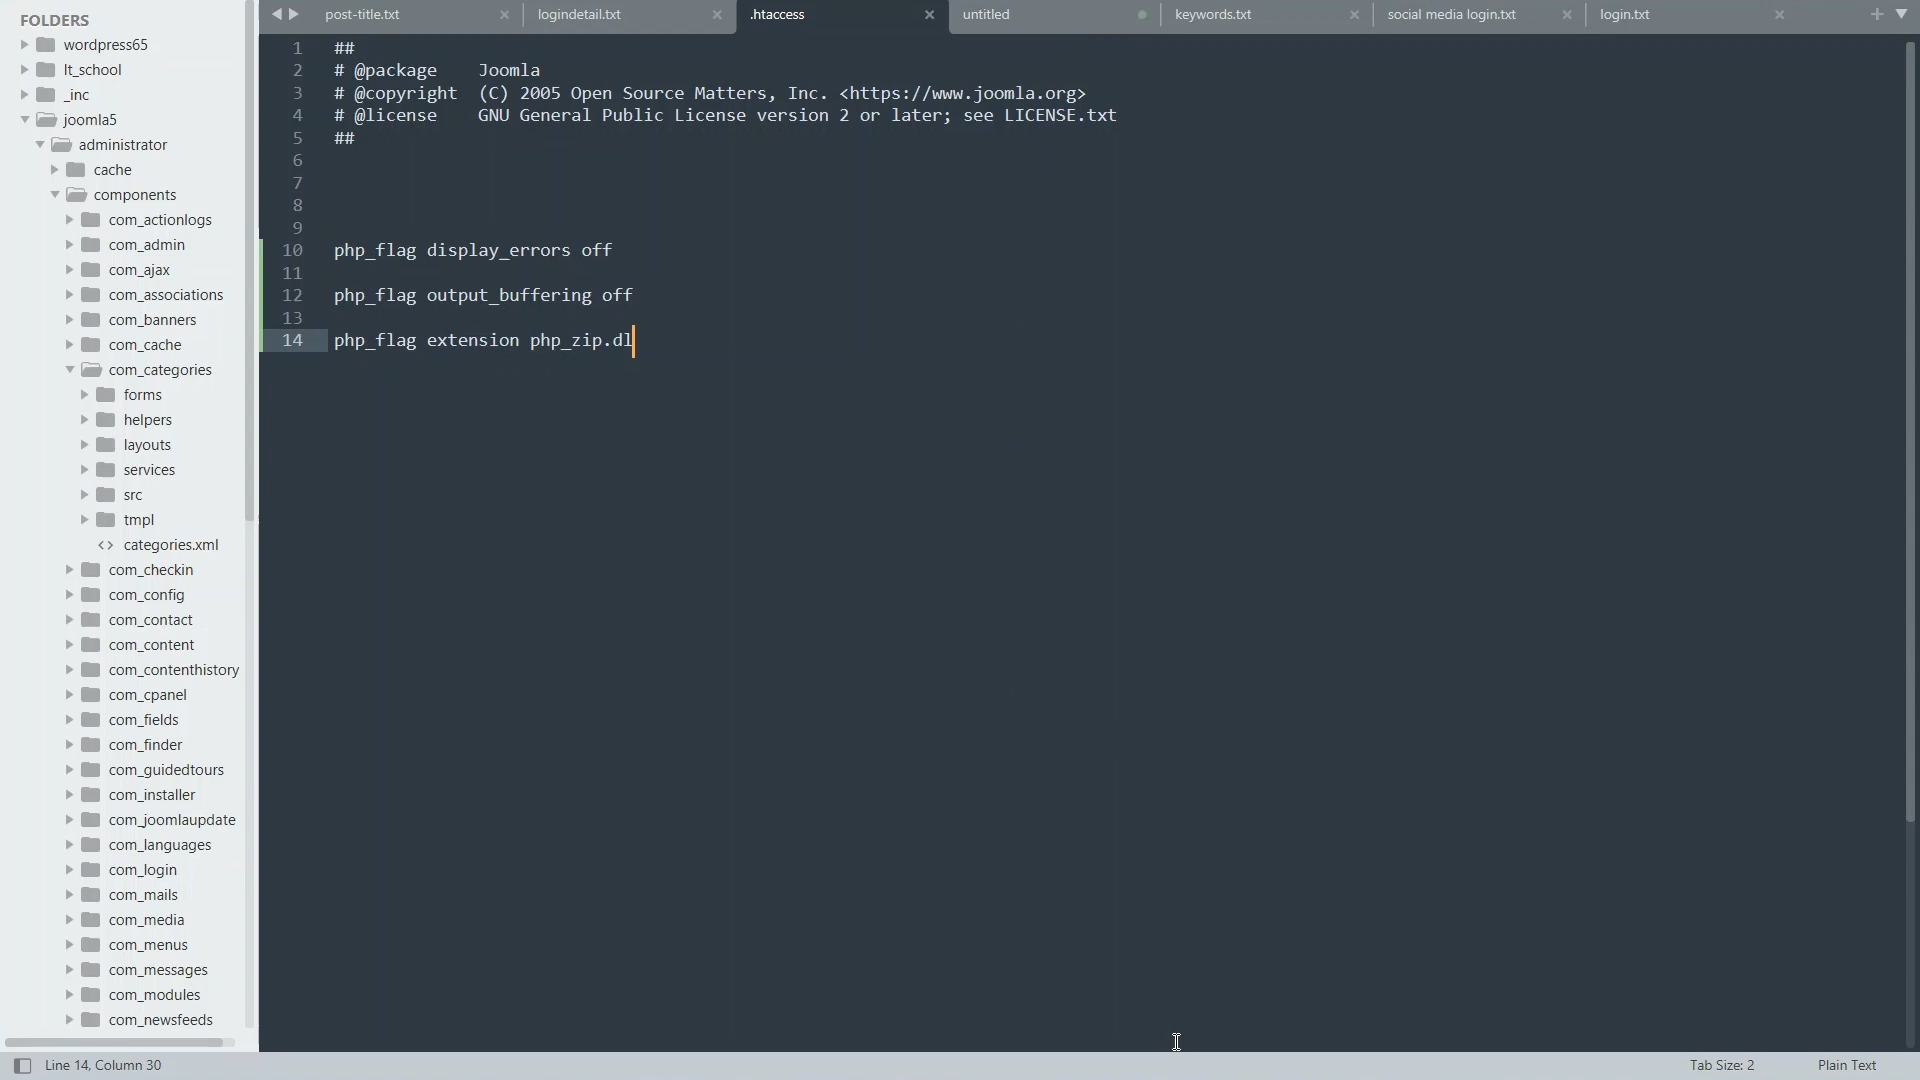 FOLDERS
wordpress65
lt_school
_inc
joomla5
administrator
cache
components
com_actionlogs
com_admin
com_ajax
com_associations
com_banners
com_cache
com_categories
forms
helpers
layouts
services
src
tmpl
<> categories.xml
com_checkin
com_config
com_contact
com_content
com_contenthistory
com_cpanel
com_fields
com_finder
com_guidedtours
com_installer
com_joomlaupdate
com_languages
com_login
com_mails
com_media
com_menus
com_messages
com_modules
com_newsfeeds
post-title.txt × logindetail.txt × .htaccess × untitled keywords.txt × social media login.txt × login.txt × +
1 ##
2 # @package    Joomla
3 # @copyright  (C) 2005 Open Source Matters, Inc. <https://www.joomla.org>
4 # @license    GNU General Public License version 2 or later; see LICENSE.txt
5 ##
6
7
8
9
10 php_flag display_errors off
11
12 php_flag output_buffering off
13
14 php_flag extension php_zip.dl
Line 14, Column 30 Tab Size: 2 Plain Text